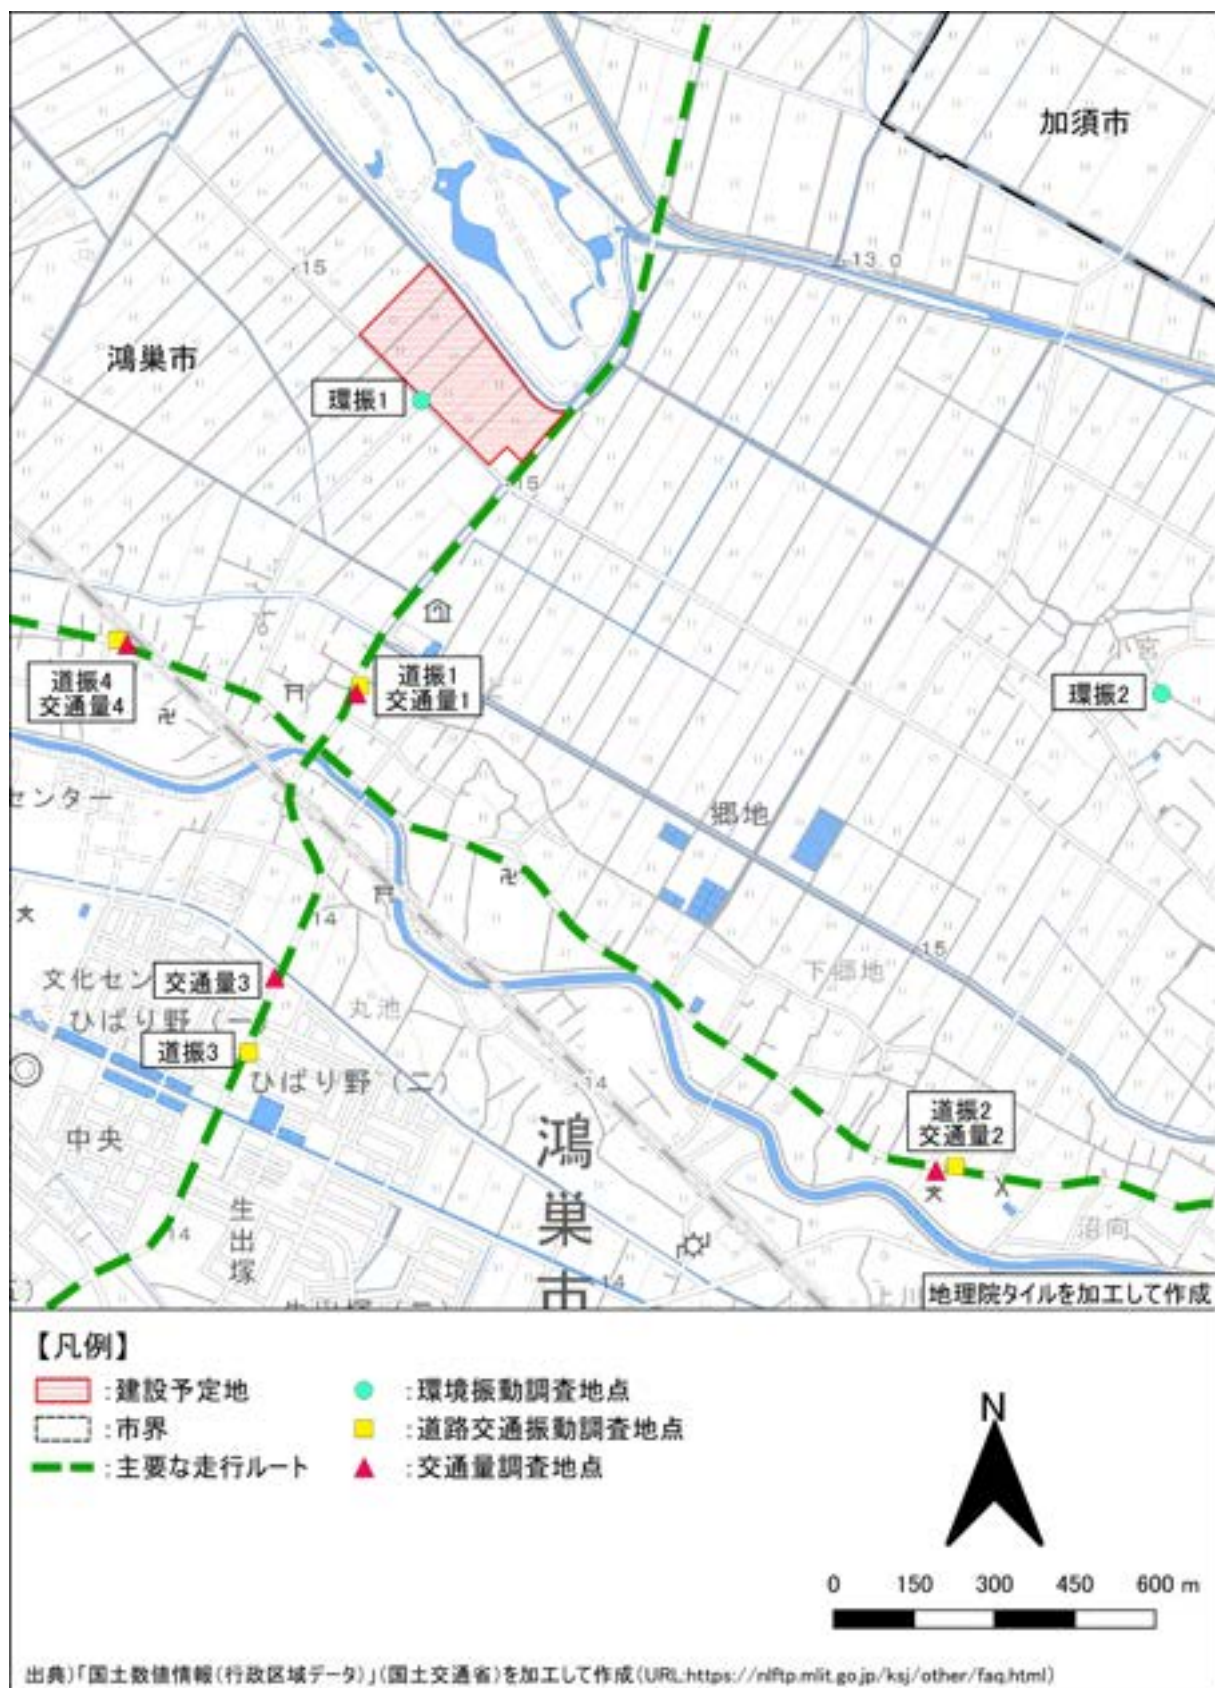 加須市
15
13.0
鴻巣市
環振1
15
小宮
道振4
交通量4
道振1
交通量1
環振2
センター
郷地
14
15
文化セン
交通量3
丸池
下郷地
ひばり野(一)
道振3
ひばり野(二)
14
道振2
交通量2
中央
鴻巣市
生出塚
14
沼向
14
上川
地理院タイルを加工して作成
【凡例】
:建設予定地
:環境振動調査地点
:市界
:道路交通振動調査地点
:主要な走行ルート
:交通量調査地点
N
0 150 300 450 600 m
出典)「国土数値情報(行政区域データ)」(国土交通省)を加工して作成(URL:https://nlftp.mlit.go.jp/ksj/other/faq.html)